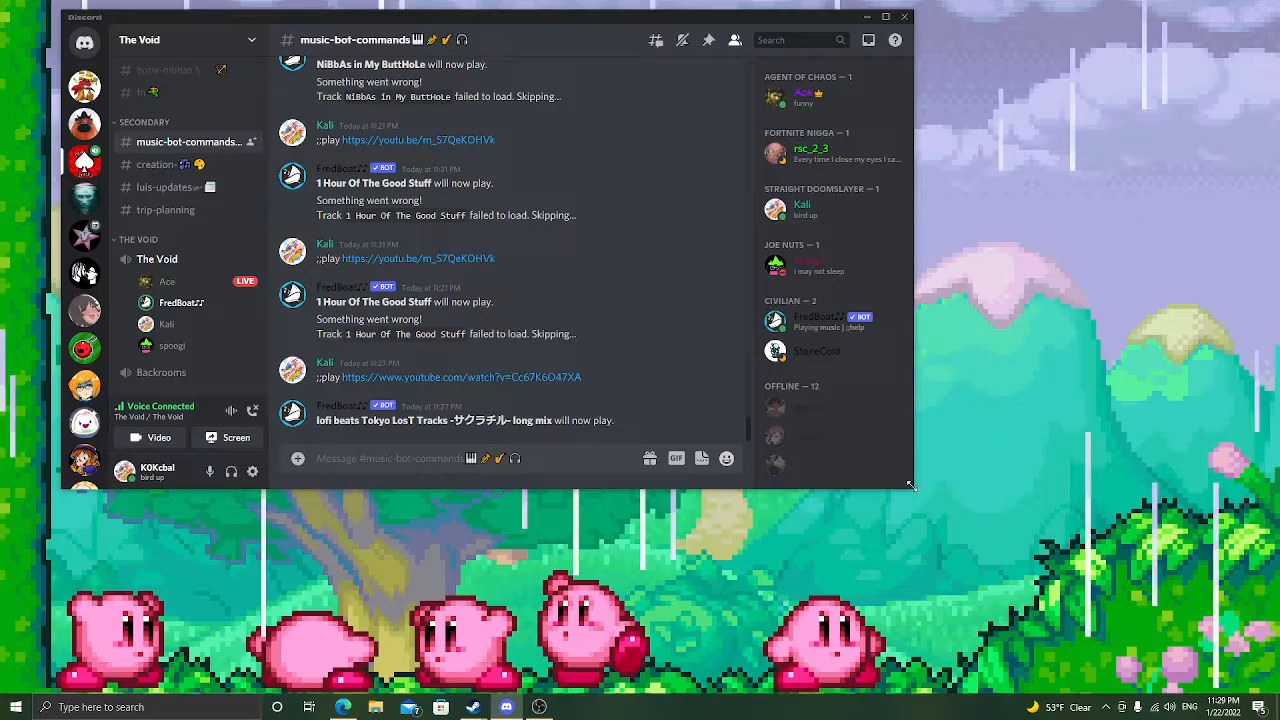 Discord
The Void
# botw-nibbas \
SECONDARY
# music-bot-commands...
# creation-
# luis-updates
# trip-planning
THE VOID
The Void
Ace LIVE
FredBoat♪♪
Kali
spoogi
Backrooms
Voice Connected
The Void / The Void
Video
Screen
KOKcbal
bird up
# music-bot-commands
Search
NiBbAs in My ButtHoLe will now play.
Something went wrong!
Track NiBbAs in My ButtHoLe failed to load. Skipping...
Kali Today at 11:21 PM
;;play https://youtube.be/m_S7QeKOHVk
FredBoat♪♪ ✓ BOT Today at 11:21 PM
1 Hour Of The Good Stuff will now play.
Something went wrong!
Track 1 Hour Of The Good Stuff failed to load. Skipping...
Kali Today at 11:21 PM
;;play https://youtube.be/m_S7QeKOHVk
FredBoat♪♪ ✓ BOT Today at 11:21 PM
1 Hour Of The Good Stuff will now play.
Something went wrong!
Track 1 Hour Of The Good Stuff failed to load. Skipping...
Kali Today at 11:27 PM
;;play https://www.youtube.com/watch?v=Cc67K6O47XA
FredBoat♪♪ ✓ BOT Today at 11:27 PM
lofi beats Tokyo LosT Tracks -サクラチル- long mix will now play.
Message #music-bot-commands
GIF
AGENT OF CHAOS — 1
Ace
funny
FORTNITE NIGGA — 1
rsc_2_3
Every time I close my eyes I ca...
STRAIGHT DOOMSLAYER — 1
Kali
bird up
JOE NUTS — 1
i may not sleep
CIVILIAN — 2
FredBoat♪♪ ✓ BOT
Playing music | ;;help
StoneCold
OFFLINE — 12
Type here to search
53°F Clear
ENG
11:29 PM
1/22/2022